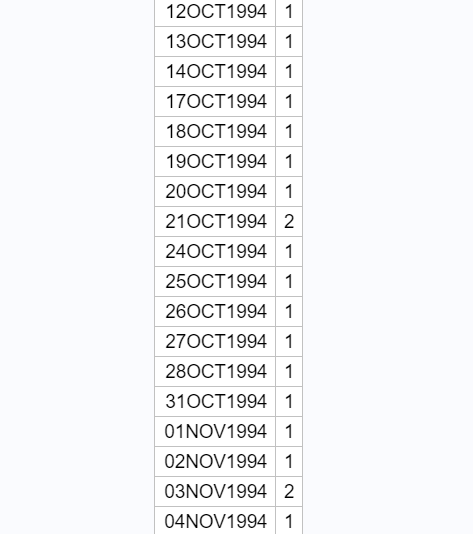 12OCT1994 1
13OCT1994 1
14OCT1994 1
17OCT1994 1
18OCT1994 1
19OCT1994 1
20OCT1994 1
21OCT1994 2
24OCT1994 1
25OCT1994 1
26OCT1994 1
27OCT1994 1
28OCT1994 1
31OCT1994 1
01NOV1994 1
02NOV1994 1
03NOV1994 2
04NOV1994 1